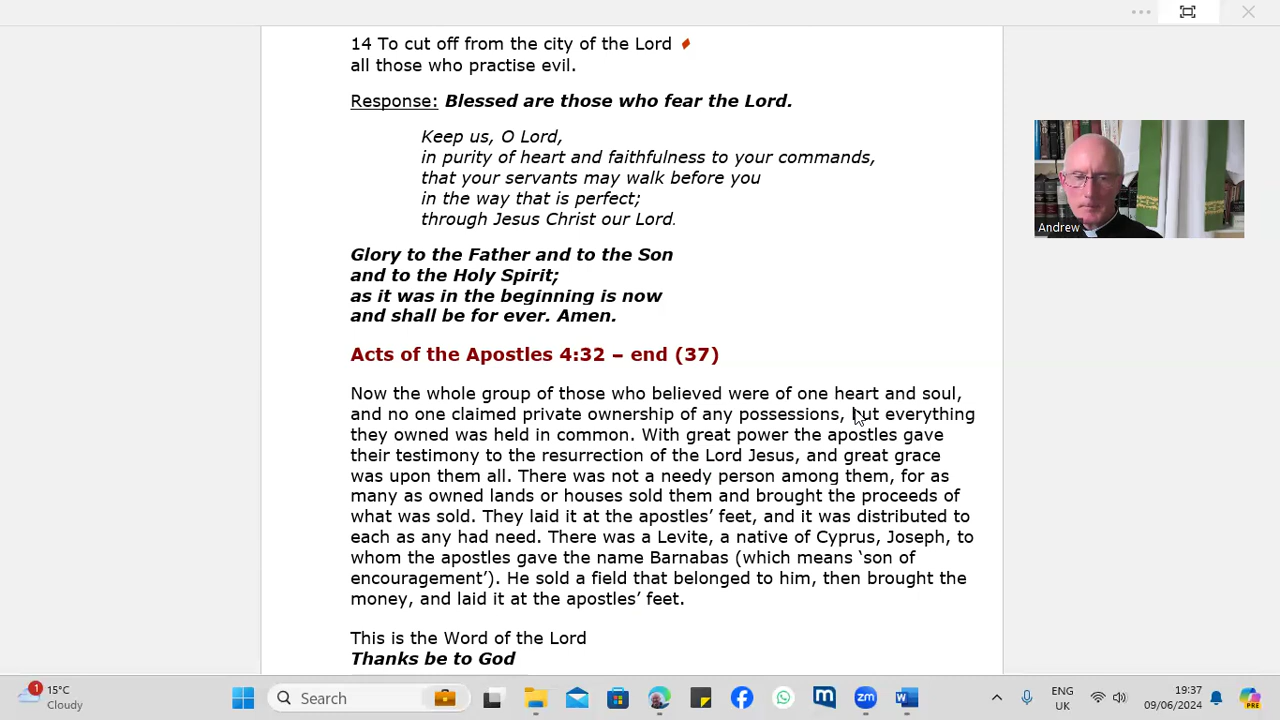 14 To cut off from the city of the Lord ♦
all those who practise evil.
Response: Blessed are those who fear the Lord.
Keep us, O Lord,
in purity of heart and faithfulness to your commands,
that your servants may walk before you
in the way that is perfect;
through Jesus Christ our Lord.
Glory to the Father and to the Son
and to the Holy Spirit;
as it was in the beginning is now
and shall be for ever. Amen.
Acts of the Apostles 4:32 – end (37)
Now the whole group of those who believed were of one heart and soul,
and no one claimed private ownership of any possessions, but everything
they owned was held in common. With great power the apostles gave
their testimony to the resurrection of the Lord Jesus, and great grace
was upon them all. There was not a needy person among them, for as
many as owned lands or houses sold them and brought the proceeds of
what was sold. They laid it at the apostles’ feet, and it was distributed to
each as any had need. There was a Levite, a native of Cyprus, Joseph, to
whom the apostles gave the name Barnabas (which means ‘son of
encouragement’). He sold a field that belonged to him, then brought the
money, and laid it at the apostles’ feet.
This is the Word of the Lord
Thanks be to God
Andrew
1
15°C
Cloudy
Search
zm
ENG
UK
19:37
09/06/2024
PRE